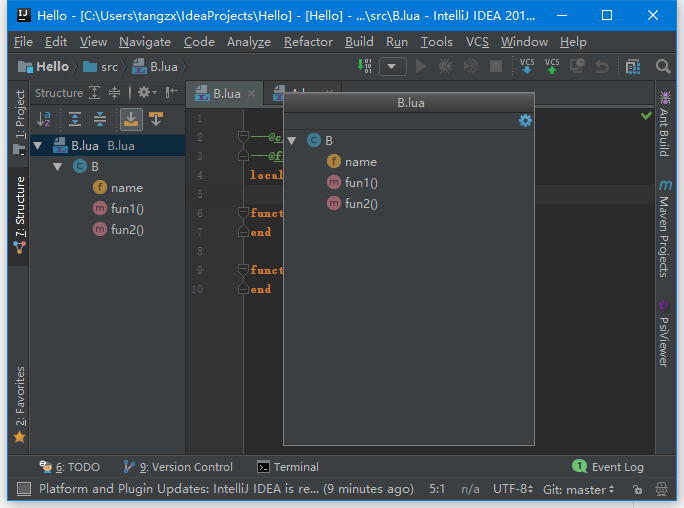 Hello - [C:\Users\tangzx\IdeaProjects\Hello] - [Hello] - ...\src\B.lua - IntelliJ IDEA 201...
File Edit View Navigate Code Analyze Refactor Build Run Tools VCS Window Help
Hello src B.lua VCS VCS
Structure
B.lua
B.lua
1: Project
7: Structure
2: Favorites
B.lua B.lua
B
name
fun1()
fun2()
1
2 ---@c
3 ---@f
4 local
5
6 funct
7 end
8
9 funct
10 end
B
name
fun1()
fun2()
Ant Build
Maven Projects
PsiViewer
6: TODO 9: Version Control Terminal 1 Event Log
Platform and Plugin Updates: IntelliJ IDEA is re... (9 minutes ago) 5:1 n/a UTF-8 Git: master